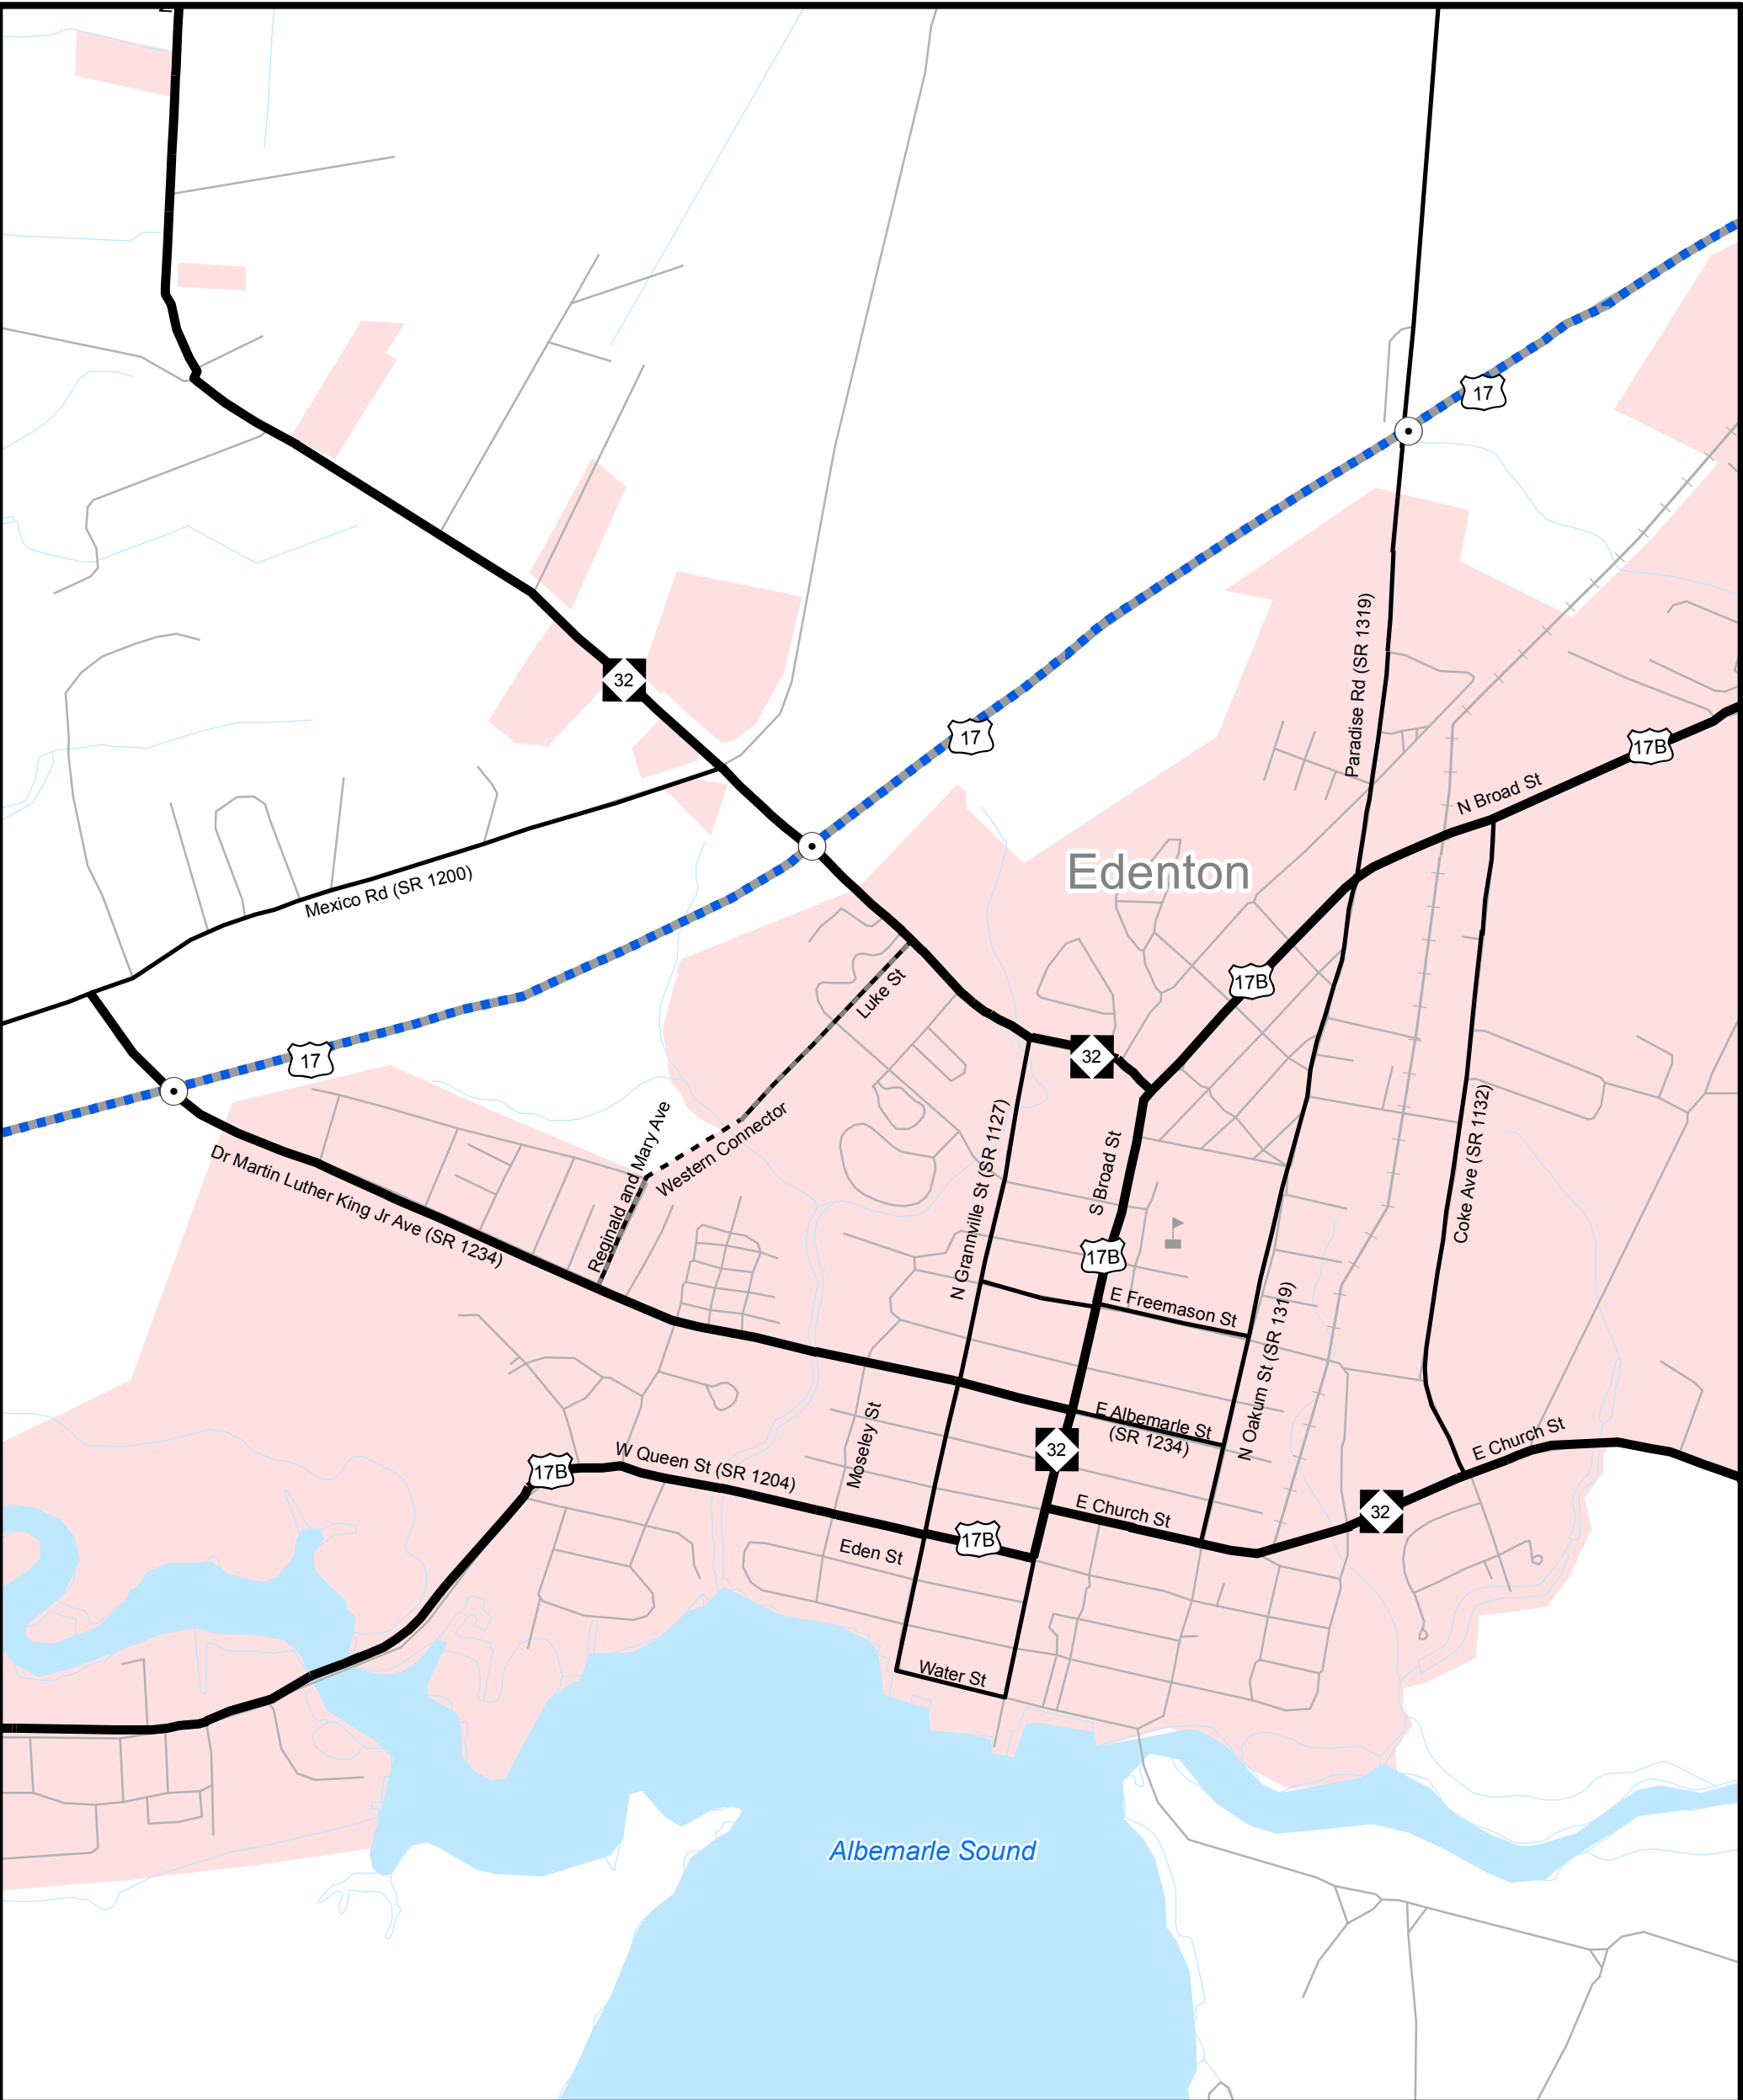 17
Paradise Rd (SR 1319)
32
17
17B
N Broad St
Edenton
Mexico Rd (SR 1200)
17B
Luke St
17
32
Western Connector
Reginald and Mary Ave
N Granville St (SR 1127)
S Broad St
Coke Ave (SR 1132)
Dr Martin Luther King Jr Ave (SR 1234)
17B
E Freemason St
N Oakum St (SR 1319)
E Albemarle St
(SR 1234)
Moseley St
32
E Church St
W Queen St (SR 1204)
17B
E Church St
32
17B
Eden St
Water St
Albemarle Sound